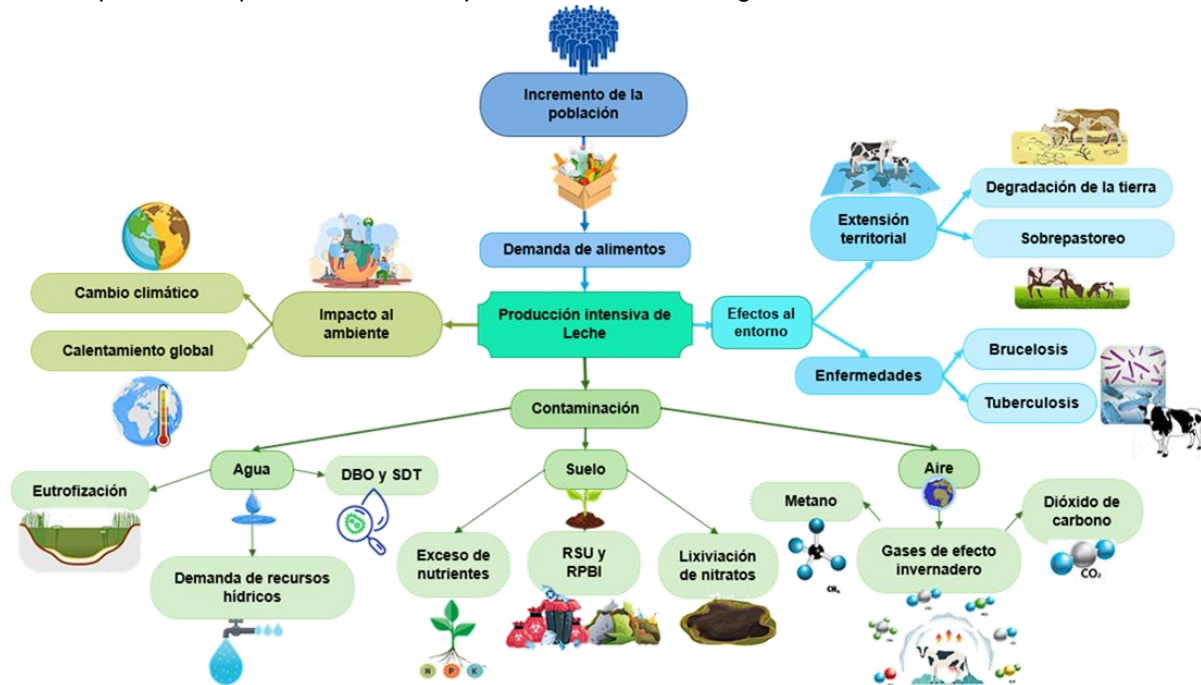 Incremento de la
población
Demanda de alimentos
Producción intensiva de
Leche
Impacto al
ambiente
Cambio climático
Calentamiento global
Efectos al
entorno
Extensión
territorial
Degradación de la tierra
Sobrepastoreo
Enfermedades
Brucelosis
Tuberculosis
Contaminación
Agua
Eutrofización
DBO y SDT
Demanda de recursos
hídricos
Suelo
Exceso de
nutrientes
N P K
RSU y
RPBI
Lixiviación
de nitratos
Aire
Metano
CH₄
Gases de efecto
invernadero
Dióxido de
carbono
CO₂